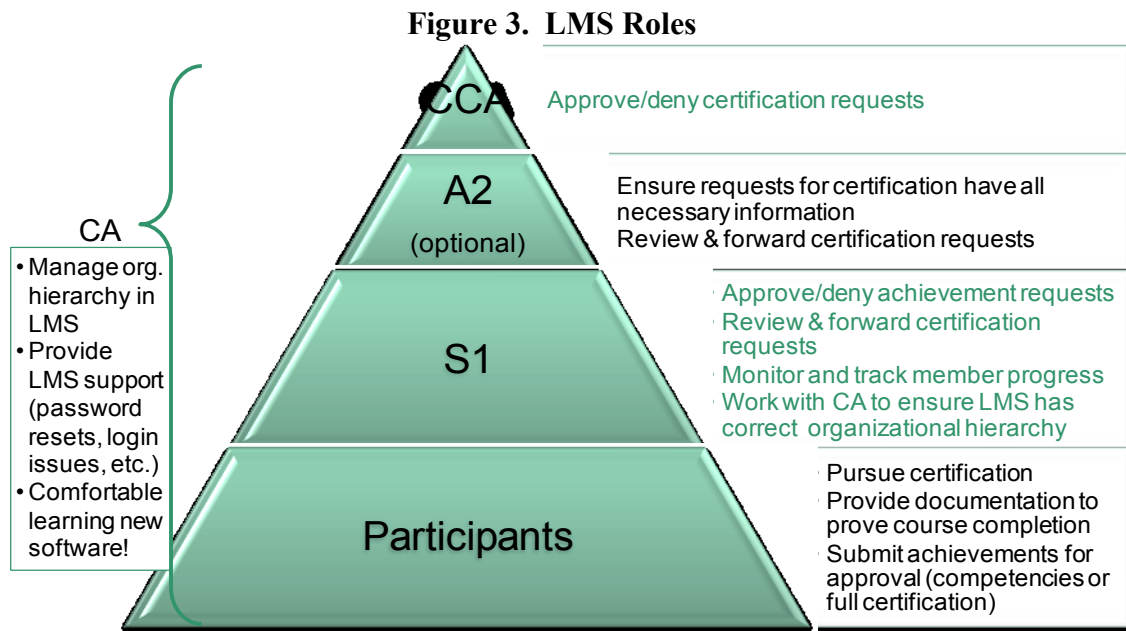 Figure 3.  LMS Roles
CCA
Approve/deny certification requests
A2
(optional)
Ensure requests for certification have all
necessary information
Review & forward certification requests
CA
• Manage org.
hierarchy in
LMS
• Provide
LMS support
(password
resets, login
issues, etc.)
• Comfortable
learning new
software!
S1
· Approve/deny achievement requests
· Review & forward certification
requests
· Monitor and track member progress
· Work with CA to ensure LMS has
correct organizational hierarchy
Participants
Pursue certification
Provide documentation to
prove course completion
Submit achievements for
approval (competencies or
full certification)